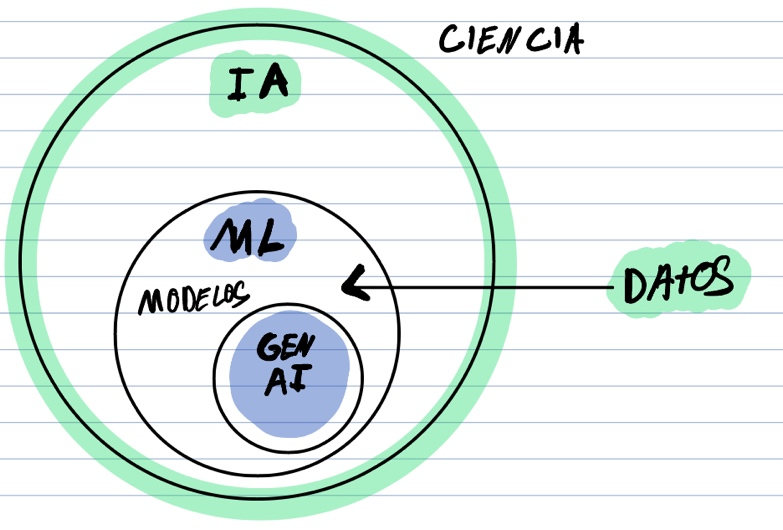 CIENCIA
IA
ML
DATOS
MODELOS
GEN
AI